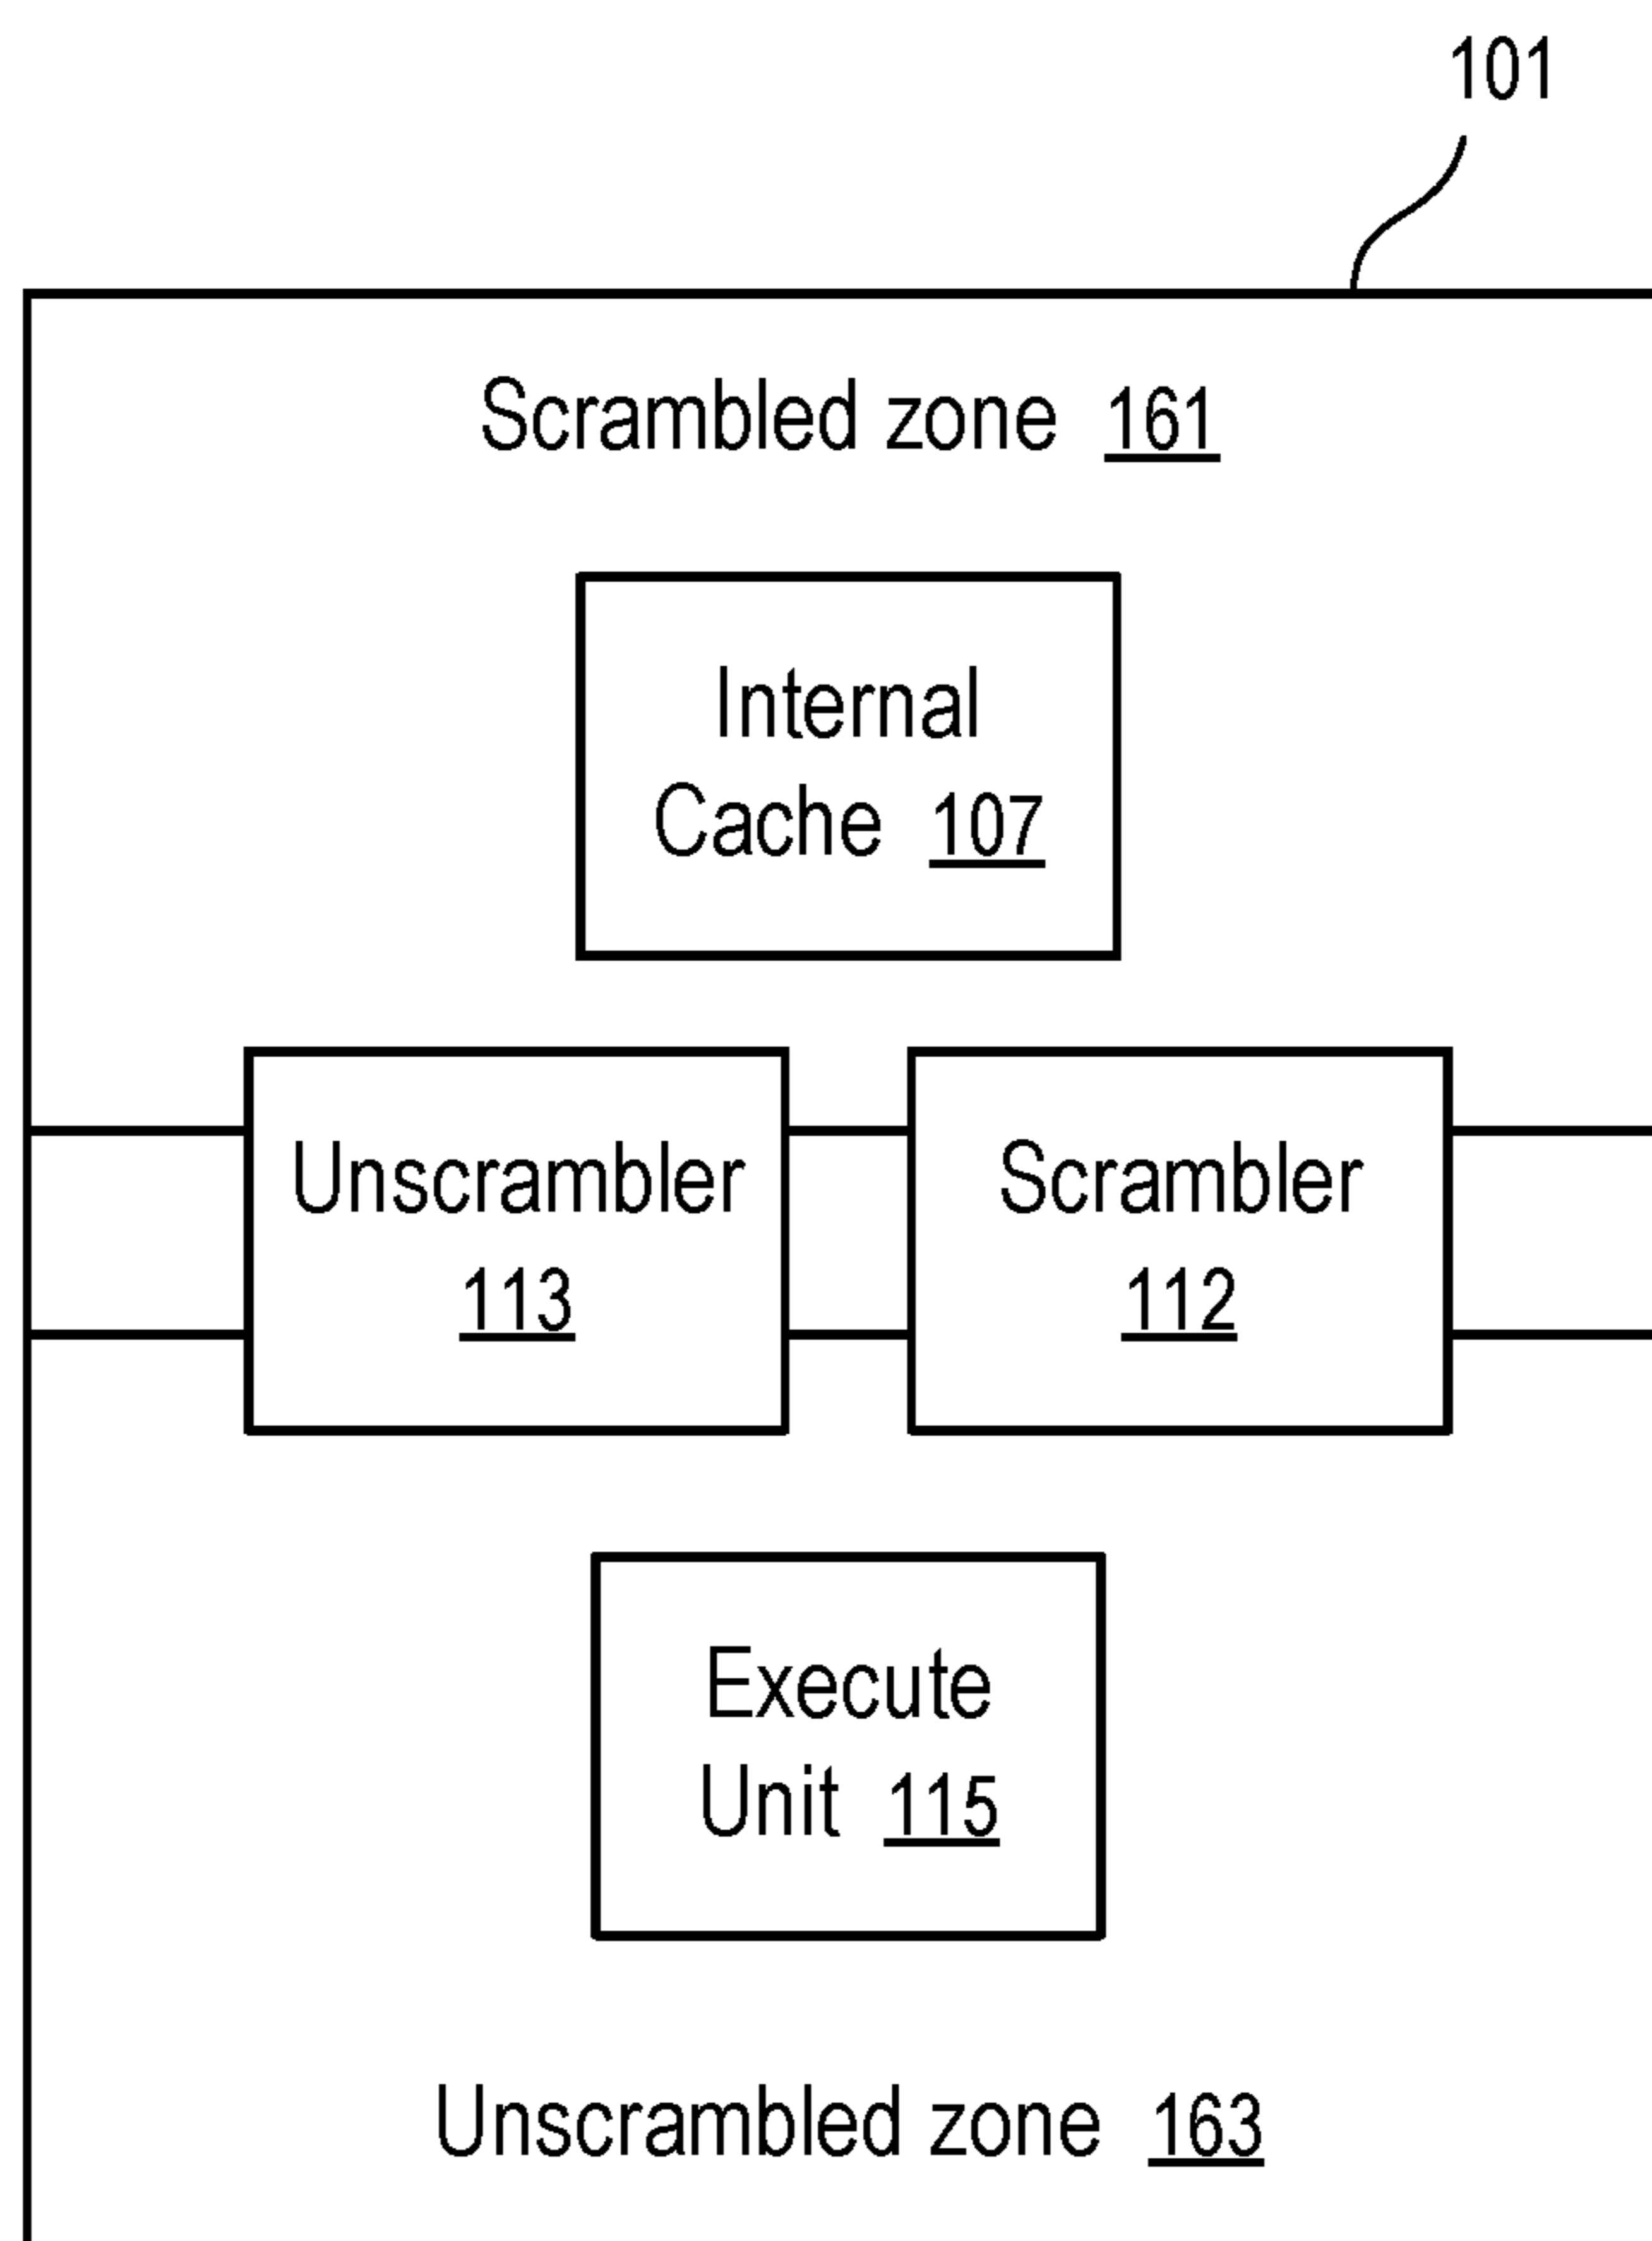 101
Scrambled zone 161
Internal
Cache 107
Unscrambler
113
Scrambler
112
Execute
Unit 115
Unscrambled zone 163